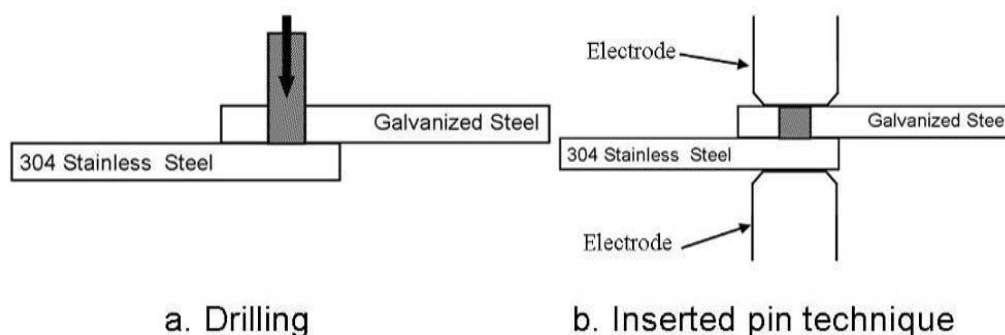 Galvanized Steel
304 Stainless Steel
a. Drilling
Electrode
Galvanized Stee
304 Stainless Steel
Electrode
b. Inserted pin technique